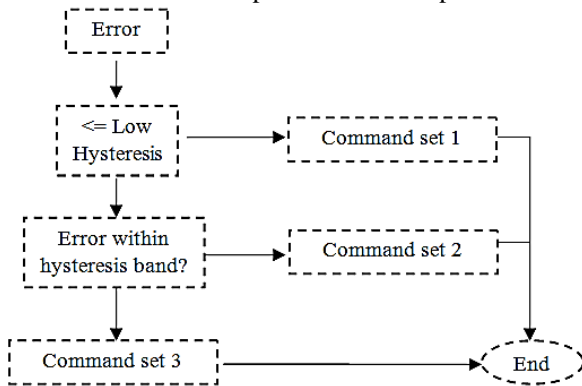 Error
<= Low
Hysteresis
Command set 1
Error within
hysteresis band?
Command set 2
Command set 3
End